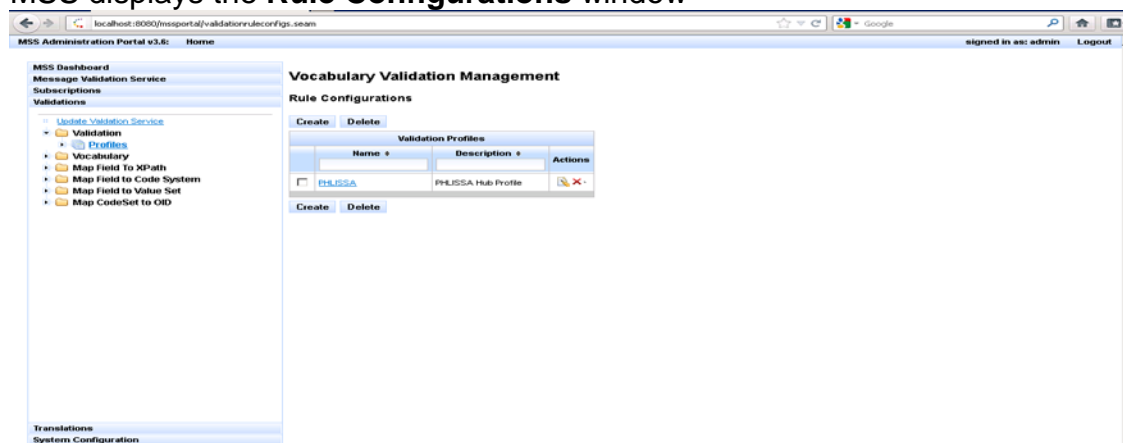 MSS displays the Rule Configurations window
localhost:8080/mssportal/validationruleconfigs.seam
Google
MSS Administration Portal v3.6: Home
signed in as: admin Logout
MSS Dashboard
Message Validation Service
Subscriptions
Validations
Update Validation Service
Validation
Profiles
Vocabulary
Map Field To XPath
Map Field to Code System
Map Field to Value Set
Map CodeSet to OID
Translations
System Configuration
Vocabulary Validation Management
Rule Configurations
Create Delete
Validation Profiles
Name Description Actions
PHLISSA PHLISSA Hub Profile
Create Delete